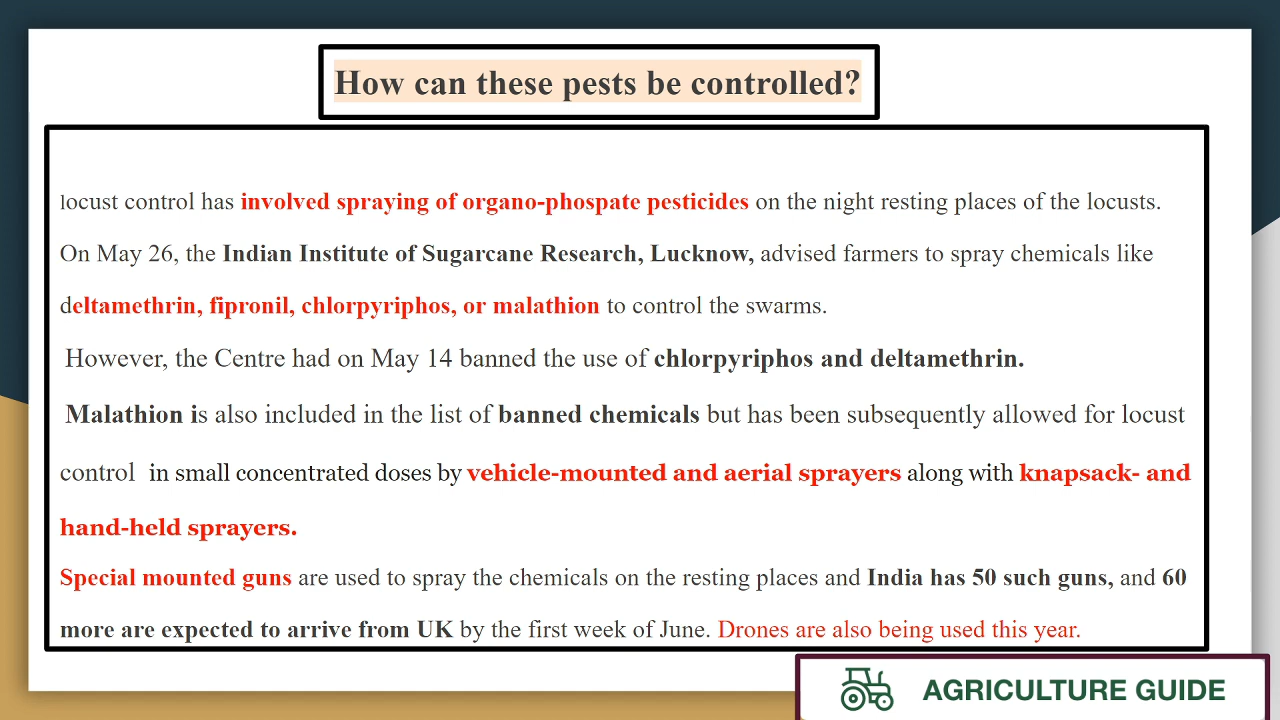 How can these pests be controlled?
locust control has involved spraying of organo-phospate pesticides on the night resting places of the locusts.
On May 26, the Indian Institute of Sugarcane Research, Lucknow, advised farmers to spray chemicals like
deltamethrin, fipronil, chlorpyriphos, or malathion to control the swarms.
However, the Centre had on May 14 banned the use of chlorpyriphos and deltamethrin.
Malathion is also included in the list of banned chemicals but has been subsequently allowed for locust
control in small concentrated doses by vehicle-mounted and aerial sprayers along with knapsack- and
hand-held sprayers.
Special mounted guns are used to spray the chemicals on the resting places and India has 50 such guns, and 60
more are expected to arrive from UK by the first week of June. Drones are also being used this year.
AGRICULTURE GUIDE